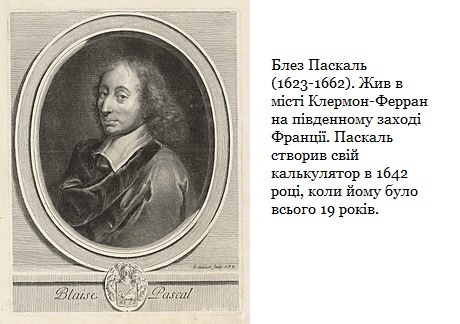 Блез Паскаль
(1623-1662). Жив в
місті Клермон-Ферран
на південному заході
Франції. Паскаль
створив свій
калькулятор в 1642
році, коли йому було
всього 19 років.
Blaise Pascal